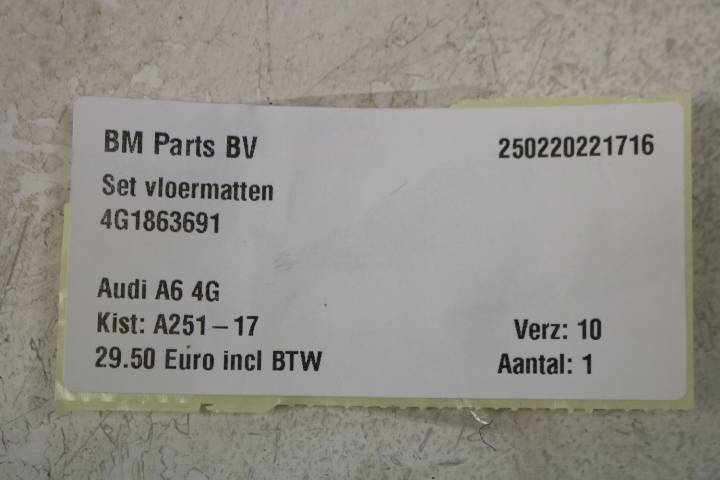 BM Parts BV 250220221716
Set vloermatten
4G1863691
Audi A6 4G
Kist: A251-17 Verz: 10
29.50 Euro incl BTW Aantal: 1